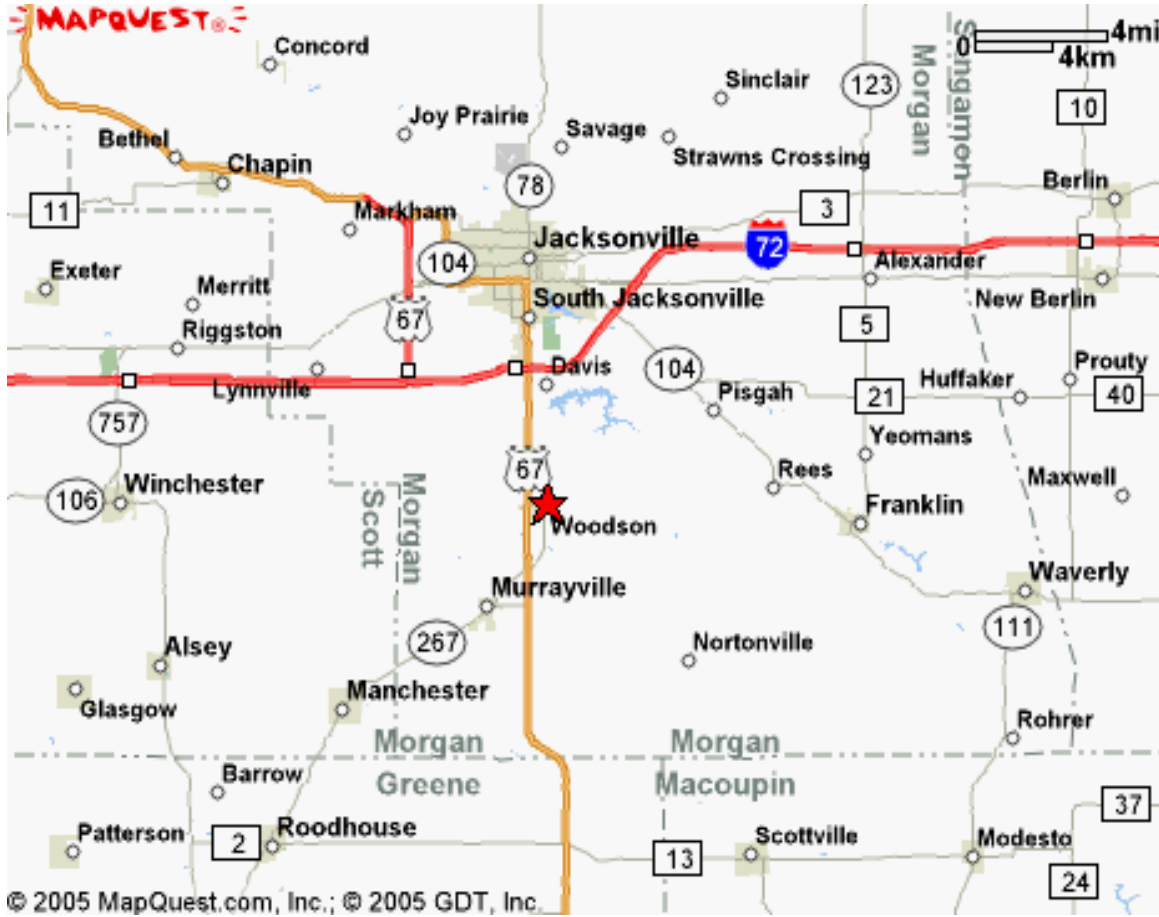 MAPQUEST®
Concord
4mi
0
4km
Morgan
Sangamon
Sinclair
123
10
Joy Prairie
Savage
Bethel
Strawns Crossing
Chapin
78
Berlin
11
3
Markham
Jacksonville
72
104
Exeter
Alexander
Merritt
South Jacksonville
New Berlin
67
5
Riggston
Davis
104
Prouty
Lynnville
Huffaker
21
40
757
Pisgah
Yeomans
67
Rees
Maxwell
106
Winchester
Franklin
Scott
Morgan
Woodson
Murrayville
Waverly
267
Nortonville
111
Alsey
Glasgow
Manchester
Rohrer
Morgan
Morgan
Greene
Macoupin
Barrow
37
Patterson
2
Roodhouse
Scottville
Modesto
13
24
© 2005 MapQuest.com, Inc.; © 2005 GDT, Inc.